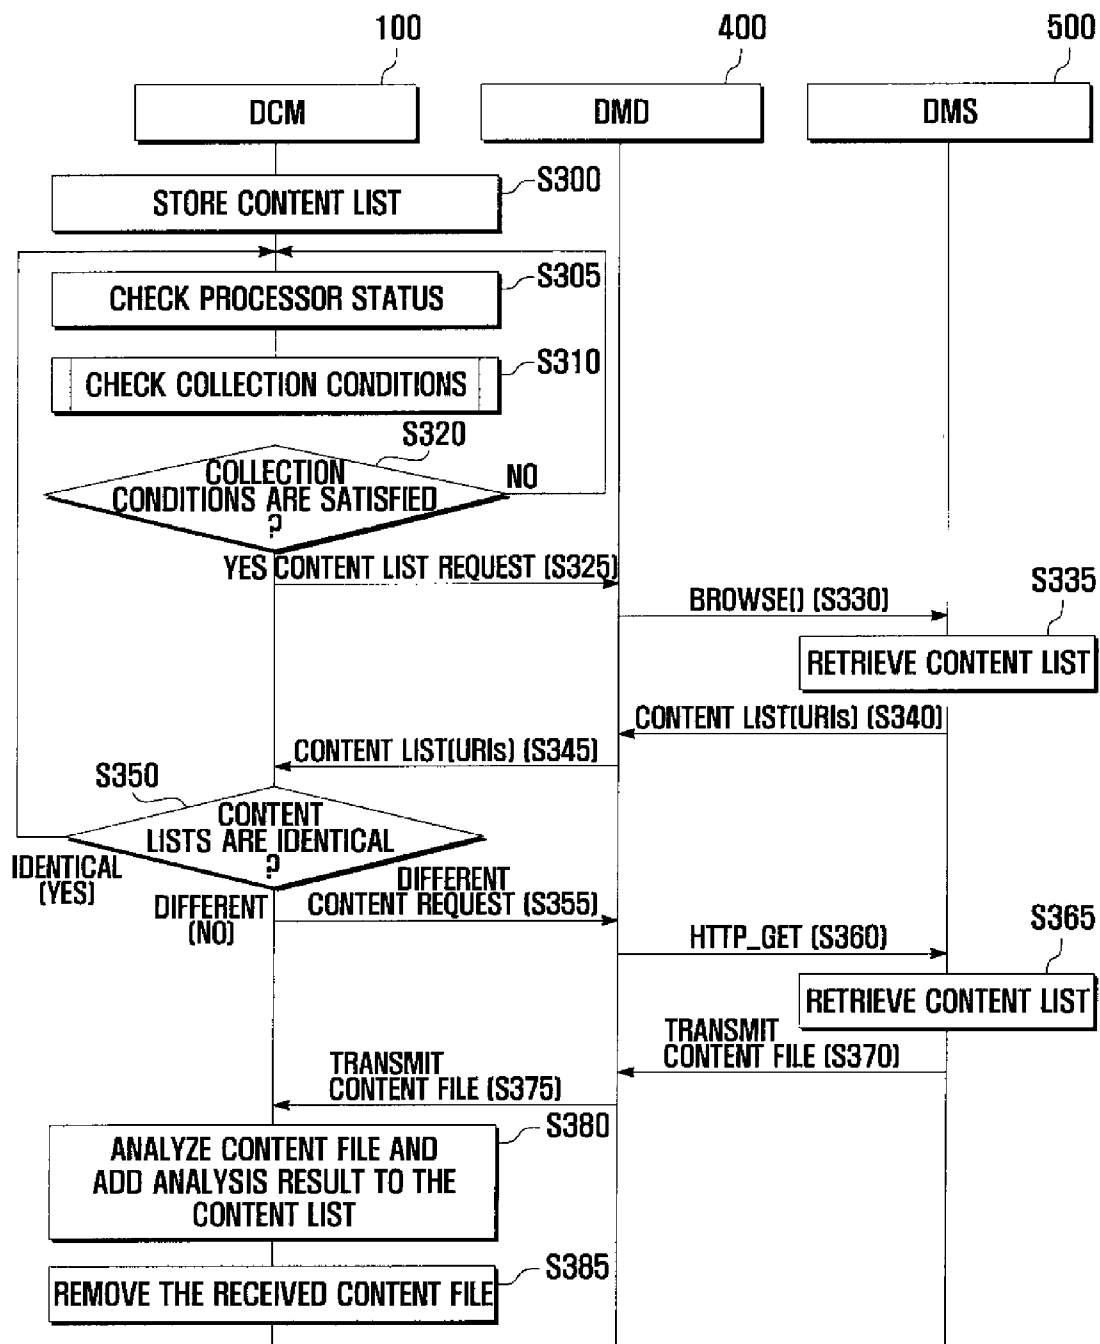 100
400
500
DCM
DMD
DMS
S300
STORE CONTENT LIST
S305
CHECK PROCESSOR STATUS
S310
CHECK COLLECTION CONDITIONS
S320
COLLECTION
CONDITIONS ARE SATISFIED
?
NO
YES
CONTENT LIST REQUEST (S325)
BROWSE() (S330)
S335
RETRIEVE CONTENT LIST
CONTENT LIST(URIs) (S340)
CONTENT LIST(URIs) (S345)
S350
CONTENT
LISTS ARE IDENTICAL
?
IDENTICAL
(YES)
DIFFERENT
(NO)
DIFFERENT
CONTENT REQUEST (S355)
HTTP_GET (S360)
S365
RETRIEVE CONTENT LIST
TRANSMIT
CONTENT FILE (S370)
TRANSMIT
CONTENT FILE (S375)
S380
ANALYZE CONTENT FILE AND
ADD ANALYSIS RESULT TO THE
CONTENT LIST
S385
REMOVE THE RECEIVED CONTENT FILE